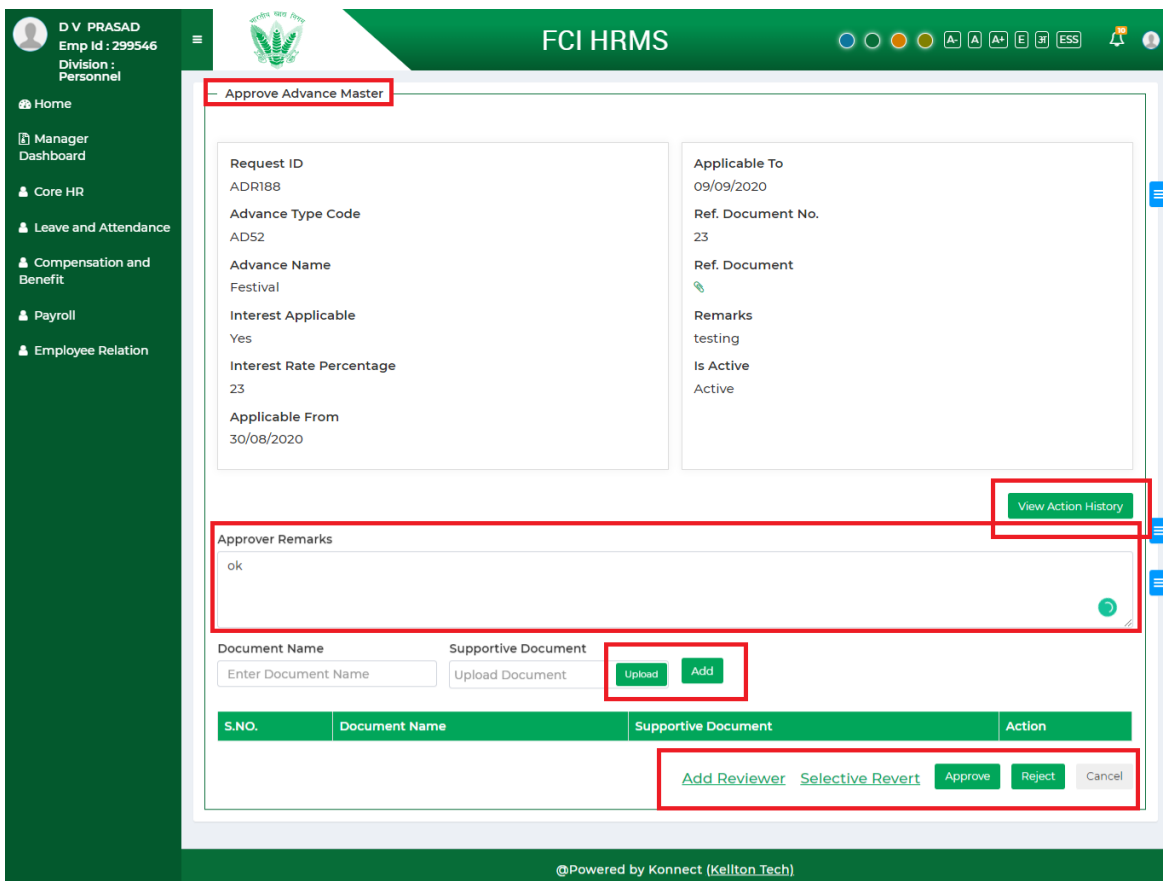 D V PRASAD
Emp Id : 299546
Division :
Personnel
Home
Manager
Dashboard
Core HR
Leave and Attendance
Compensation and
Benefit
Payroll
Employee Relation
भारतीय खाद्य निगम
FCI HRMS
A- A A+ E अ ESS
10
Approve Advance Master
Request ID
ADR188
Advance Type Code
AD52
Advance Name
Festival
Interest Applicable
Yes
Interest Rate Percentage
23
Applicable From
30/08/2020
Applicable To
09/09/2020
Ref. Document No.
23
Ref. Document
Remarks
testing
Is Active
Active
View Action History
Approver Remarks
ok
Document Name
Enter Document Name
Supportive Document
Upload Document Upload Add
S.NO. Document Name Supportive Document Action
Add Reviewer Selective Revert Approve Reject Cancel
@Powered by Konnect (Kellton Tech)